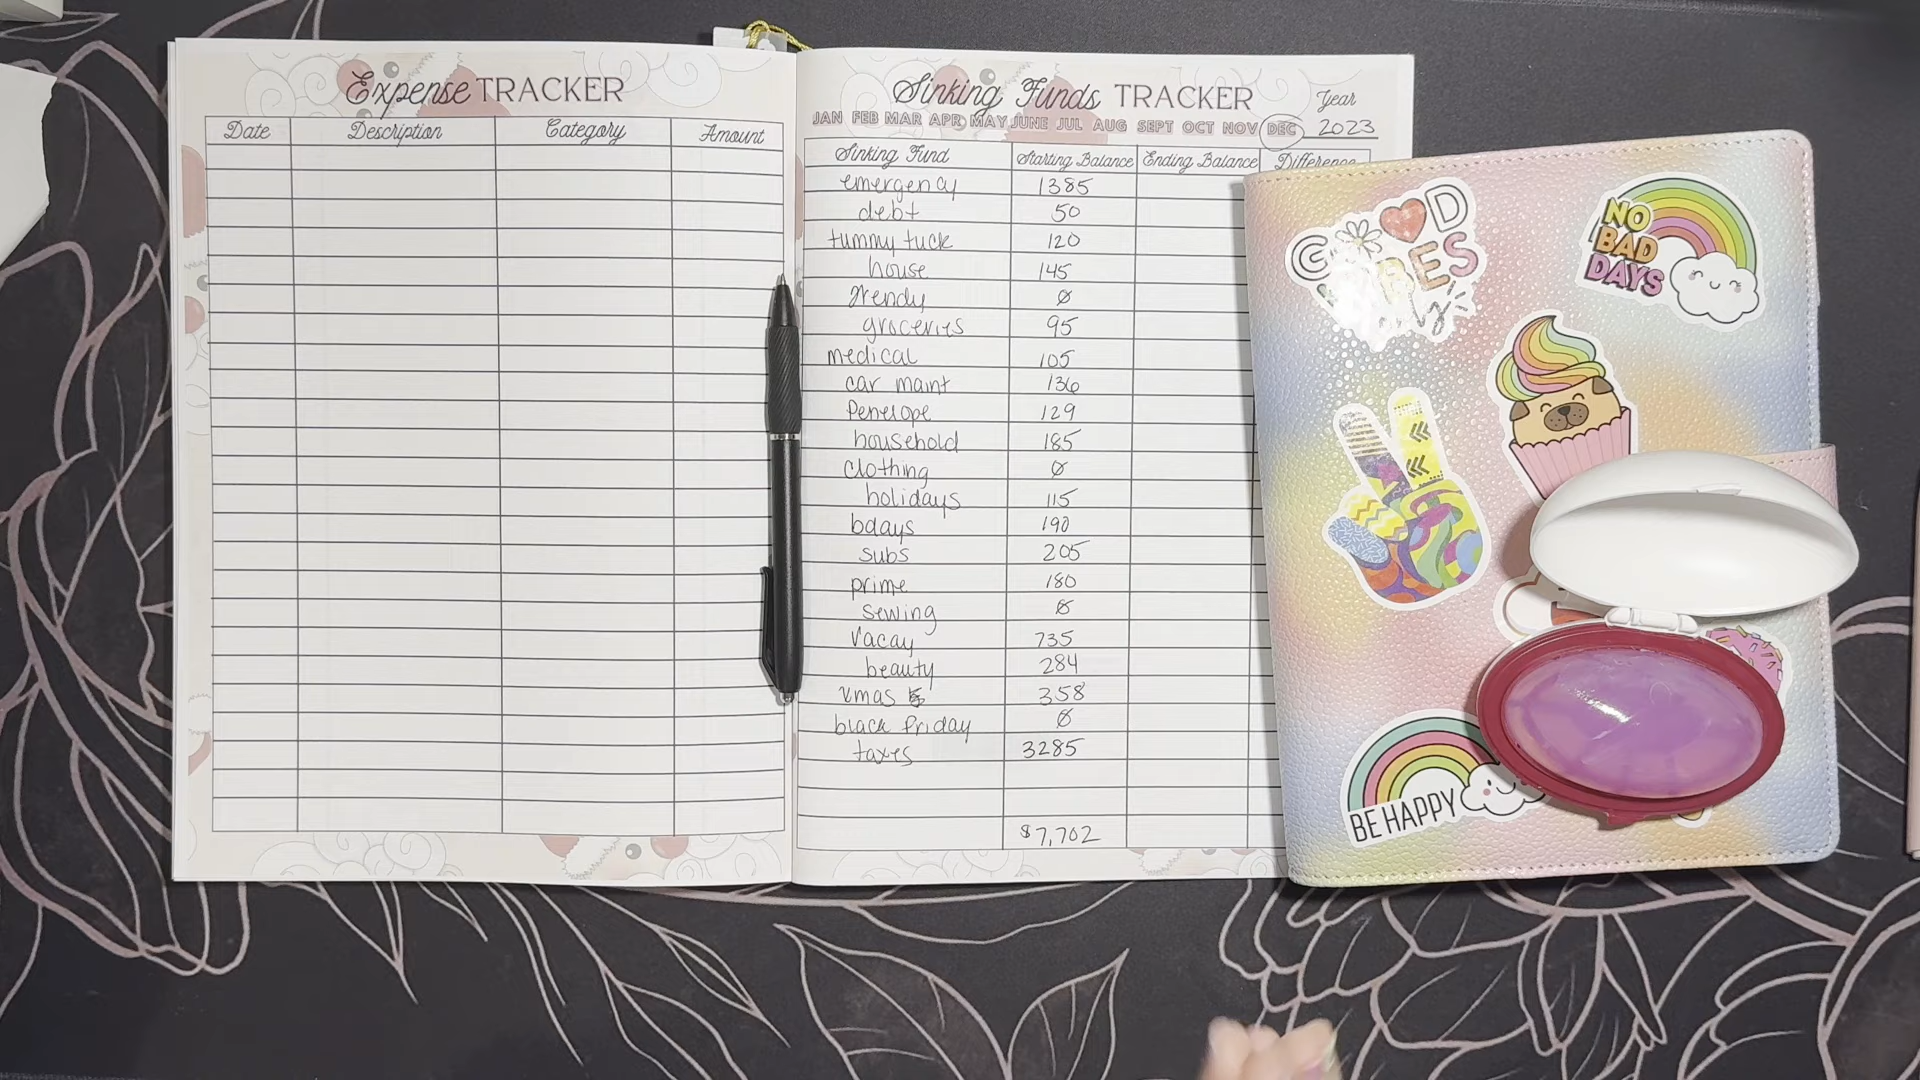 Expense TRACKER
Date Description Category Amount
Sinking Funds TRACKER Year
JAN FEB MAR APR MAY JUNE JUL AUG SEPT OCT NOV DEC 2023
Sinking Fund Starting Balance Ending Balance Difference
emergency 1385
debt 50
tummy tuck 120
house 145
trendy 0
groceries 95
medical 105
car maint 136
Penelope 129
household 185
clothing 0
holidays 115
bdays 190
subs 205
prime 180
sewing 0
vacay 735
beauty 284
xmas 358
black Friday 0
taxes 3285
$7,702
GOOD
VIBES
only
NO
BAD
DAYS
BE HAPPY